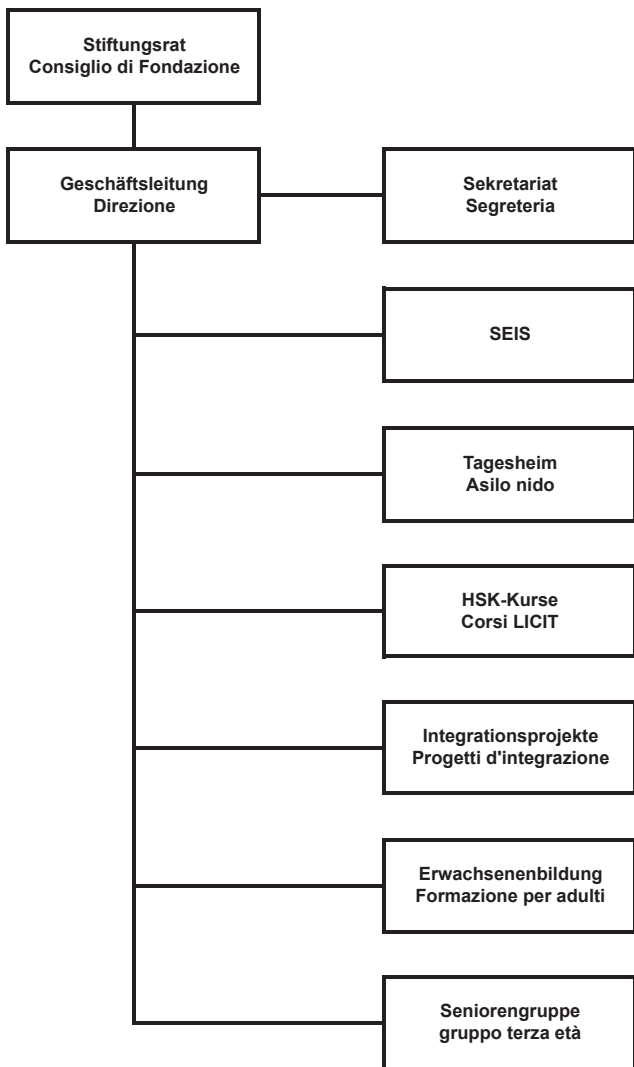 Stiftungsrat
Consiglio di Fondazione
Geschäftsleitung
Direzione
Sekretariat
Segreteria
SEIS
Tagesheim
Asilo nido
HSK-Kurse
Corsi LICIT
Integrationsprojekte
Progetti d'integrazione
Erwachsenenbildung
Formazione per adulti
Seniorengruppe
gruppo terza età